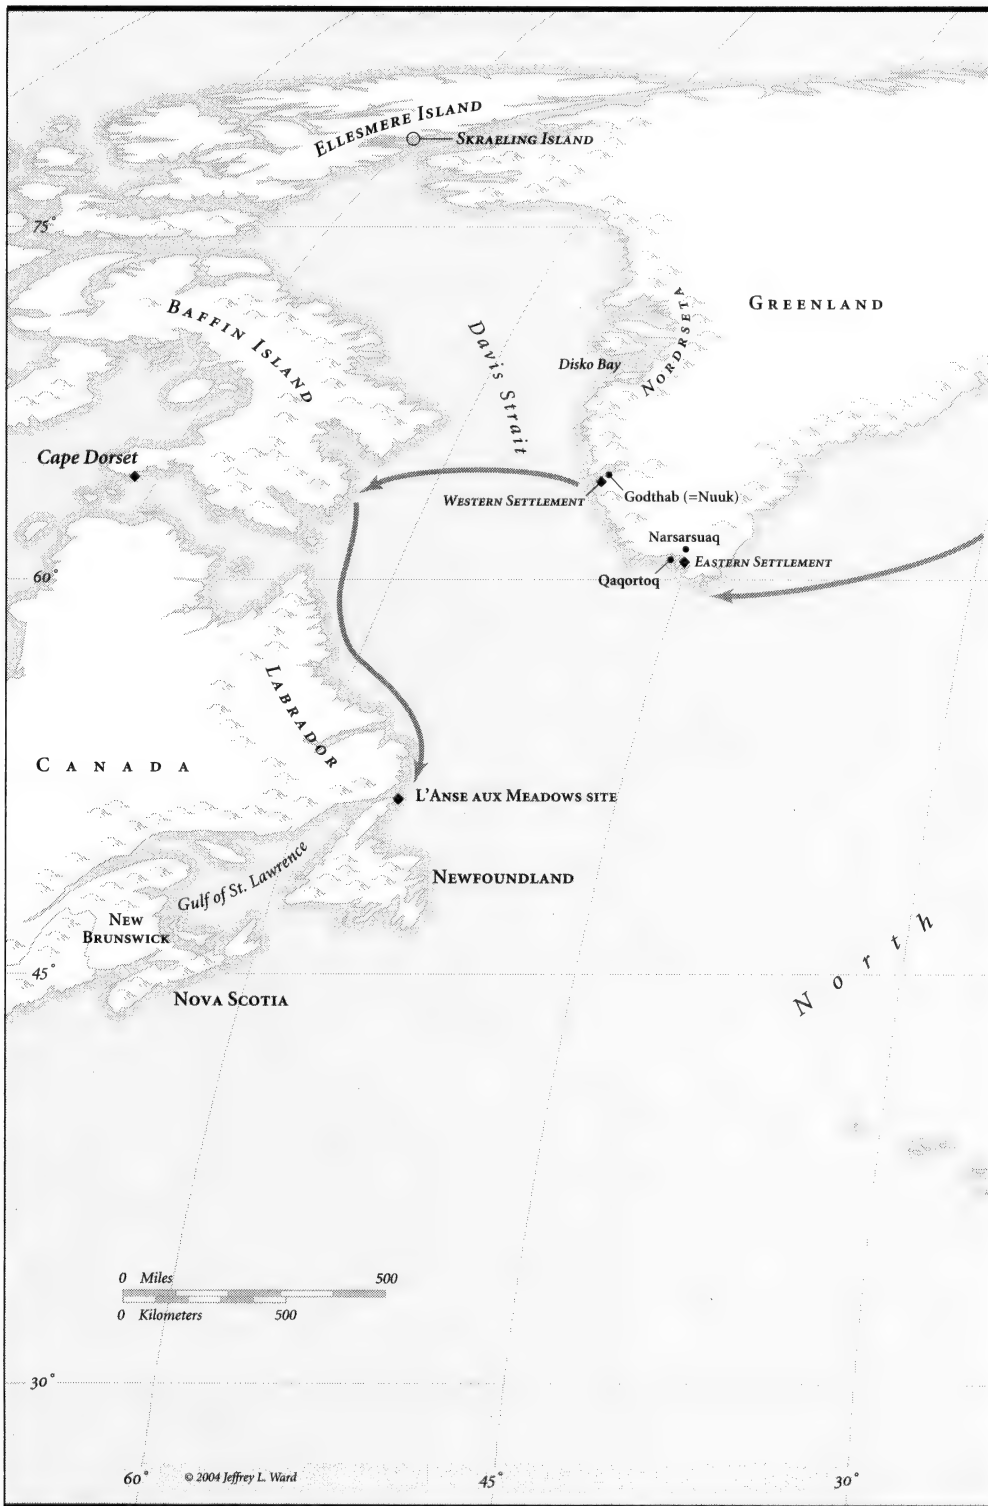 ELLESMERE ISLAND
SKRAELING ISLAND
75°
BAFFIN ISLAND
Davis Strait
Disko Bay
NORDRSETA
GREENLAND
Cape Dorset
WESTERN SETTLEMENT
Godthab (=Nuuk)
Narsarsuaq
EASTERN SETTLEMENT
Qaqortoq
60°
LABRADOR
CANADA
L'ANSE AUX MEADOWS SITE
Gulf of St. Lawrence
NEWFOUNDLAND
NEW
BRUNSWICK
North
45°
NOVA SCOTIA
0 Miles 500
0 Kilometers 500
30°
60°
© 2004 Jeffrey L. Ward
45°
30°